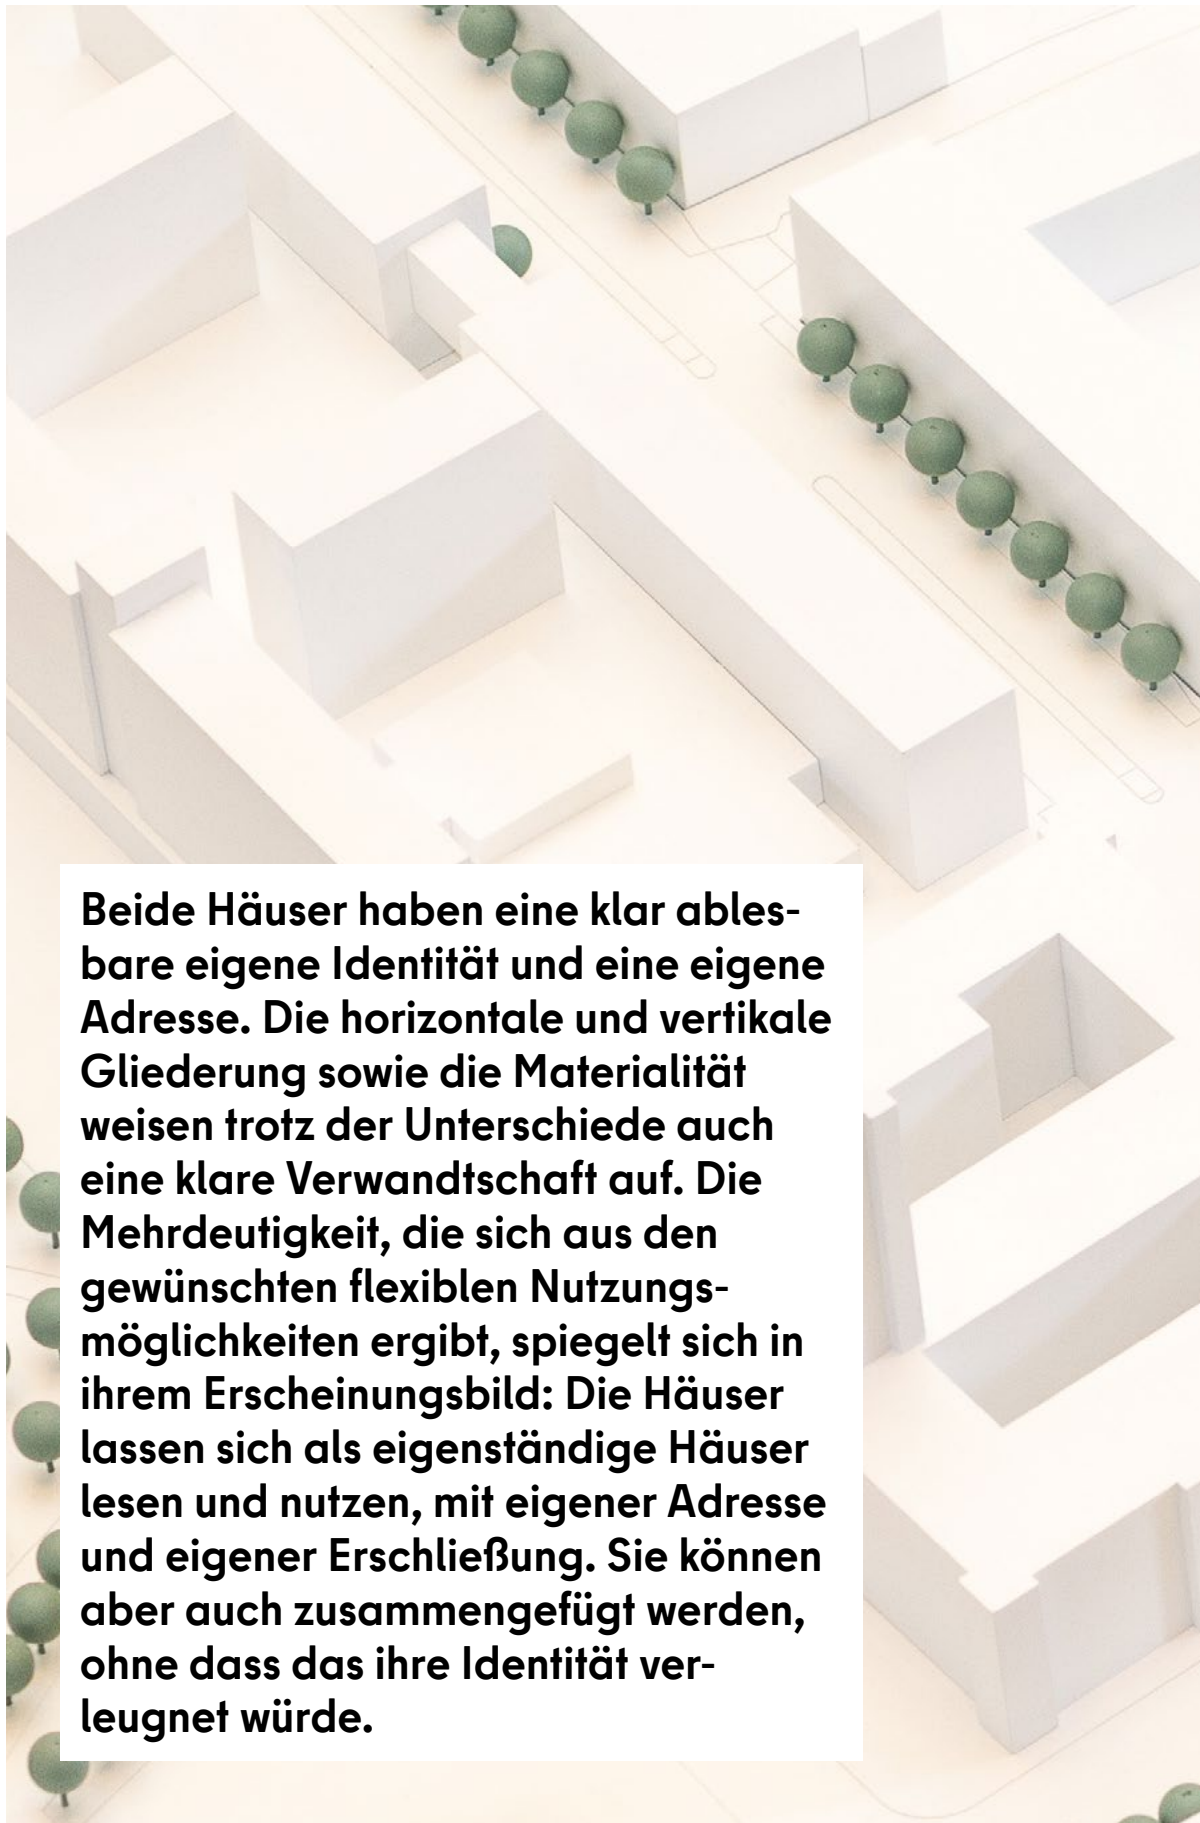 Beide Häuser haben eine klar ables-
bare eigene Identität und eine eigene
Adresse. Die horizontale und vertikale
Gliederung sowie die Materialität
weisen trotz der Unterschiede auch
eine klare Verwandtschaft auf. Die
Mehrdeutigkeit, die sich aus den
gewünschten flexiblen Nutzungs-
möglichkeiten ergibt, spiegelt sich in
ihrem Erscheinungsbild: Die Häuser
lassen sich als eigenständige Häuser
lesen und nutzen, mit eigener Adresse
und eigener Erschließung. Sie können
aber auch zusammengefügt werden,
ohne dass das ihre Identität ver-
leugnet würde.